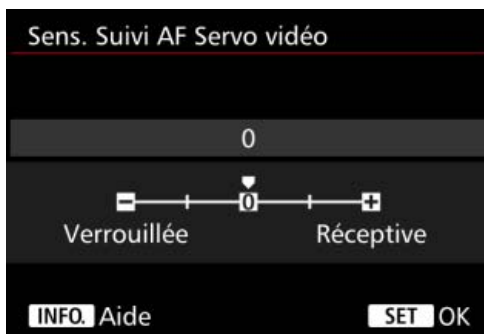 Sens. Suivi AF Servo vidéo
0
0
Verrouillée Réceptive
INFO. Aide SET OK